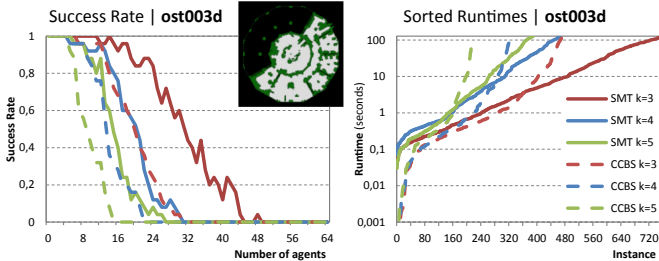 Success Rate | ost003d
Success Rate
1
0,8
0,6
0,4
0,2
0
0 8 16 24 32 40 48 56 64
Number of agents
Sorted Runtimes | ost003d
Runtime (seconds)
100
10
1
0,1
0,01
0,001
SMT k=3
SMT k=4
SMT k=5
CCBS k=3
CCBS k=4
CCBS k=5
0 80 160 240 320 400 480 560 640 720
Instance